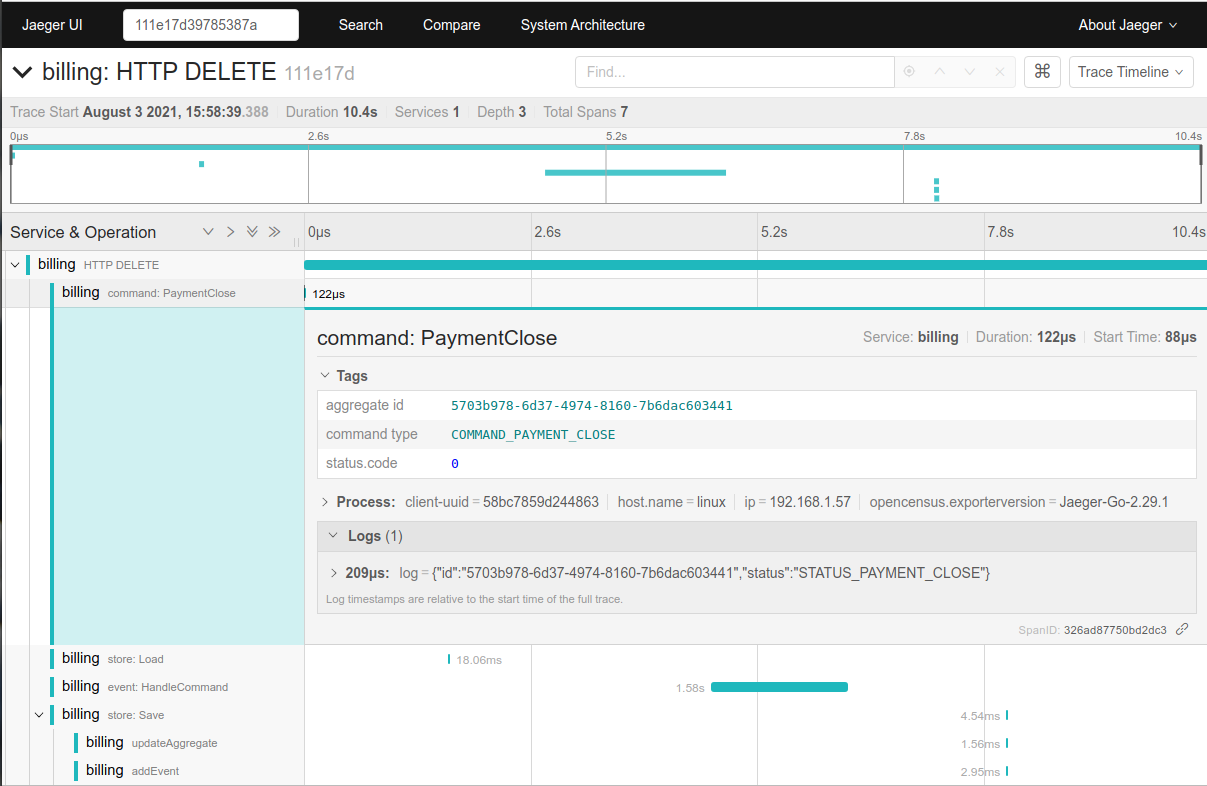 Jaeger UI 111e17d39785387a Search Compare System Architecture About Jaeger
billing: HTTP DELETE 111e17d Find... ⌘ Trace Timeline
Trace Start August 3 2021, 15:58:39.388 Duration 10.4s Services 1 Depth 3 Total Spans 7
0μs 2.6s 5.2s 7.8s 10.4s
Service & Operation 0μs 2.6s 5.2s 7.8s 10.4s
billing HTTP DELETE
billing command: PaymentClose 122μs
command: PaymentClose Service: billing Duration: 122μs Start Time: 88μs
Tags
aggregate id 5703b978-6d37-4974-8160-7b6dac603441
command type COMMAND_PAYMENT_CLOSE
status.code 0
Process: client-uuid = 58bc7859d244863 host.name = linux ip = 192.168.1.57 opencensus.exporterversion = Jaeger-Go-2.29.1
Logs (1)
209μs: log = {"id":"5703b978-6d37-4974-8160-7b6dac603441","status":"STATUS_PAYMENT_CLOSE"}
Log timestamps are relative to the start time of the full trace.
SpanID: 326ad87750bd2dc3
billing store: Load 18.06ms
billing event: HandleCommand 1.58s
billing store: Save 4.54ms
billing updateAggregate 1.56ms
billing addEvent 2.95ms